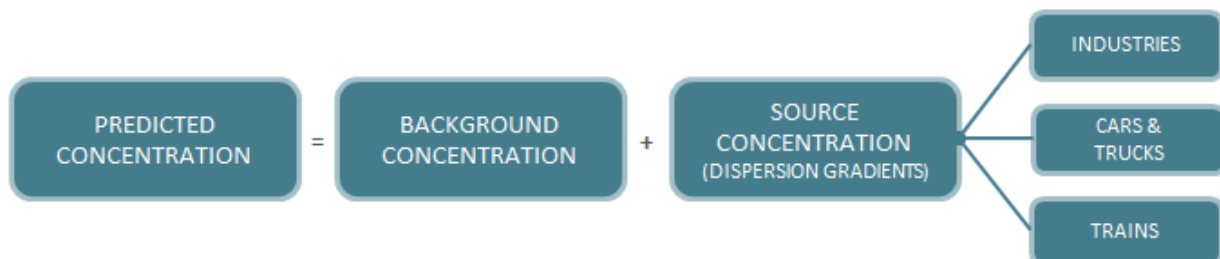 PREDICTED
CONCENTRATION
=
BACKGROUND
CONCENTRATION
+
SOURCE
CONCENTRATION
(DISPERSION GRADIENTS)
INDUSTRIES
CARS &
TRUCKS
TRAINS